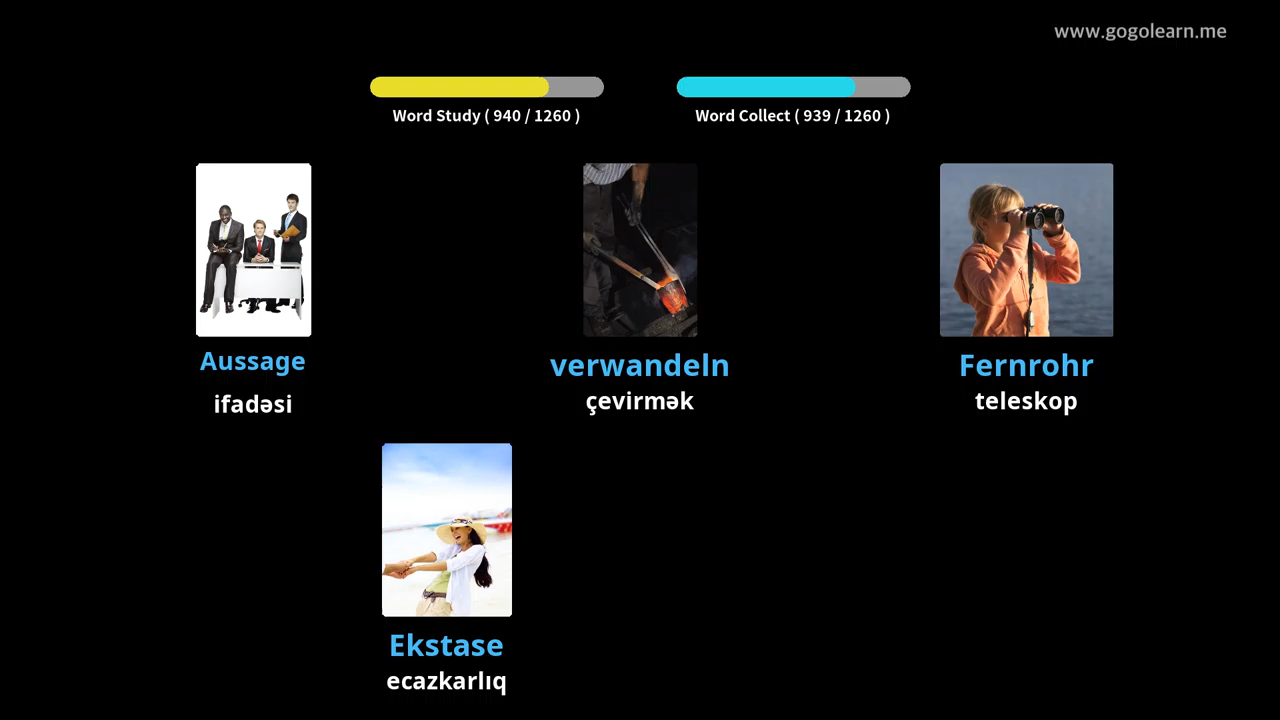 www.gogolearn.me
Word Study ( 940 / 1260 )
Word Collect ( 939 / 1260 )
Aussage
ifadəsi
verwandeln
çevirmək
Fernrohr
teleskop
Ekstase
ecazkarlıq